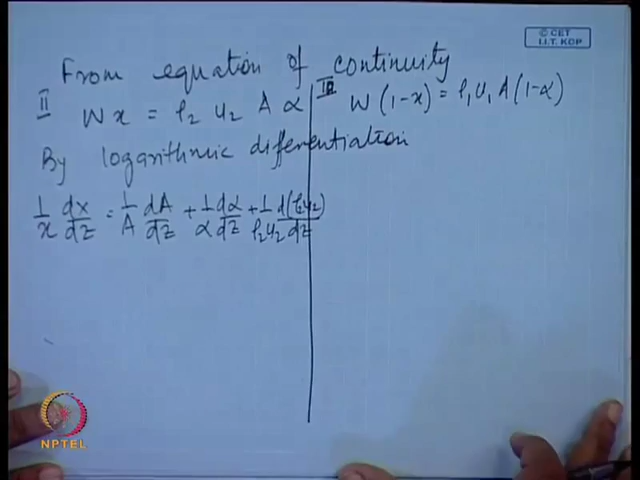 © CET
I.I.T. KGP
From equation of continuity
II Wx = ρ₂ u₂ A α
III W(1-x) = ρ₁ u₁ A(1-α)
By logarithmic differentiation
1/x dx/dz = 1/A dA/dz + 1/α dα/dz + 1/ρ₂u₂ d(ρ₂u₂)/dz
NPTEL